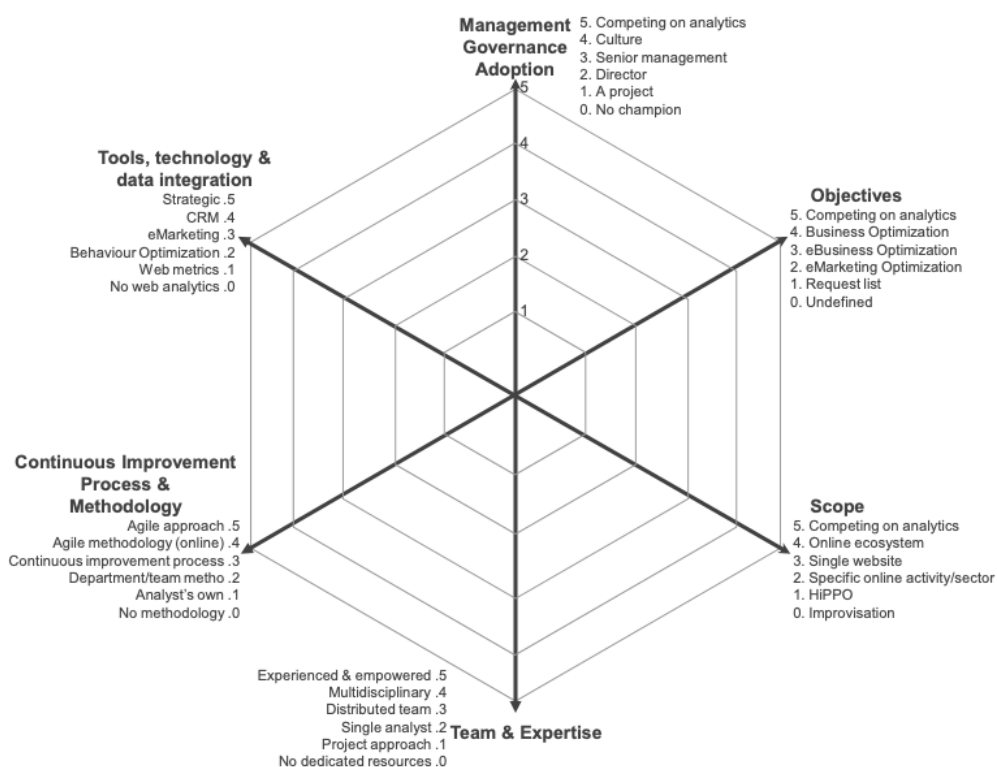 Management
Governance
Adoption
5. Competing on analytics
4. Culture
3. Senior management
2. Director
1. A project
0. No champion
5
4
3
2
1
Tools, technology &
data integration
Strategic .5
CRM .4
eMarketing .3
Behaviour Optimization .2
Web metrics .1
No web analytics .0
Objectives
5. Competing on analytics
4. Business Optimization
3. eBusiness Optimization
2. eMarketing Optimization
1. Request list
0. Undefined
Continuous Improvement
Process &
Methodology
Agile approach .5
Agile methodology (online) .4
Continuous improvement process .3
Department/team metho .2
Analyst's own .1
No methodology .0
Scope
5. Competing on analytics
4. Online ecosystem
3. Single website
2. Specific online activity/sector
1. HiPPO
0. Improvisation
Experienced & empowered .5
Multidisciplinary .4
Distributed team .3
Single analyst .2
Project approach .1
No dedicated resources .0
Team & Expertise